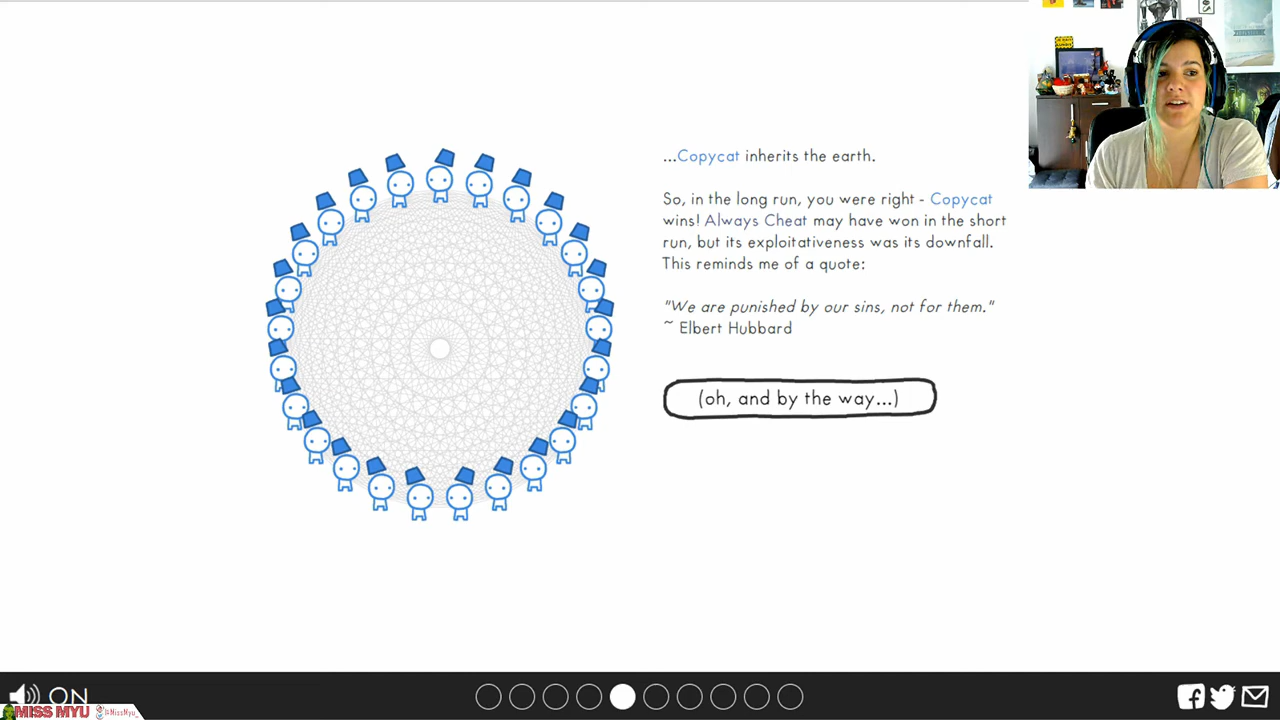 ...Copycat inherits the earth.
So, in the long run, you were right - Copycat
wins! Always Cheat may have won in the short
run, but its exploitativeness was its downfall.
This reminds me of a quote:
"We are punished by our sins, not for them."
~ Elbert Hubbard
(oh, and by the way...)
ON
MISS MYU
@MissMyu_